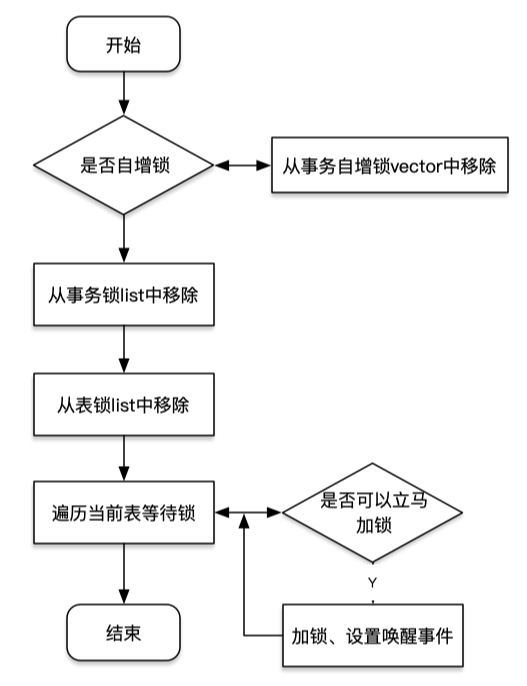 开始
是否自增锁
从事务自增锁vector中移除
从事务锁list中移除
从表锁list中移除
遍历当前表等待锁
是否可以立马
加锁
Y
加锁、设置唤醒事件
结束